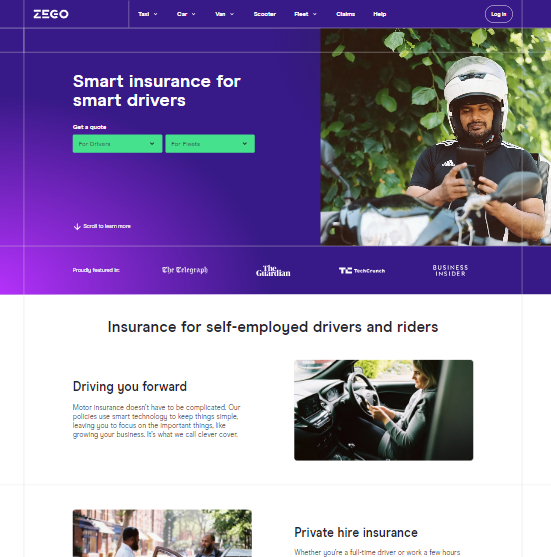 ZEGO
Taxi Car Van Scooter Fleet Claims Help Log in
Smart insurance for
smart drivers
Get a quote
For Drivers For Fleets
Scroll to learn more
Proudly featured in: The Telegraph The Guardian TechCrunch BUSINESS INSIDER
Insurance for self-employed drivers and riders
Driving you forward
Motor insurance doesn't have to be complicated. Our
policies use smart technology to keep things simple,
leaving you to focus on the important things, like
growing your business. It's what we call clever cover.
Private hire insurance
Whether you're a full-time driver or work a few hours